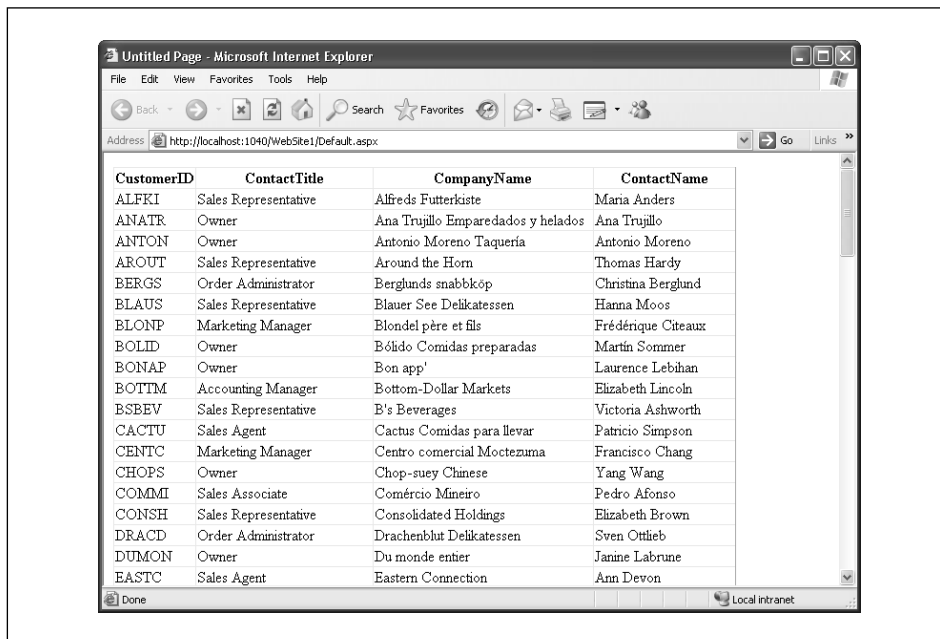 Untitled Page - Microsoft Internet Explorer
File Edit View Favorites Tools Help
Back Search Favorites
Address http://localhost:1040/WebSite1/Default.aspx Go Links »
CustomerID ContactTitle CompanyName ContactName
ALFKI Sales Representative Alfreds Futterkiste Maria Anders
ANATR Owner Ana Trujillo Emparedados y helados Ana Trujillo
ANTON Owner Antonio Moreno Taquería Antonio Moreno
AROUT Sales Representative Around the Horn Thomas Hardy
BERGS Order Administrator Berglunds snabbköp Christina Berglund
BLAUS Sales Representative Blauer See Delikatessen Hanna Moos
BLONP Marketing Manager Blondel père et fils Frédérique Citeaux
BOLID Owner Bólido Comidas preparadas Martín Sommer
BONAP Owner Bon app' Laurence Lebihan
BOTTM Accounting Manager Bottom-Dollar Markets Elizabeth Lincoln
BSBEV Sales Representative B's Beverages Victoria Ashworth
CACTU Sales Agent Cactus Comidas para llevar Patricio Simpson
CENTC Marketing Manager Centro comercial Moctezuma Francisco Chang
CHOPS Owner Chop-suey Chinese Yang Wang
COMMI Sales Associate Comércio Mineiro Pedro Afonso
CONSH Sales Representative Consolidated Holdings Elizabeth Brown
DRACD Order Administrator Drachenblut Delikatessen Sven Ottlieb
DUMON Owner Du monde entier Janine Labrune
EASTC Sales Agent Eastern Connection Ann Devon
Done Local intranet